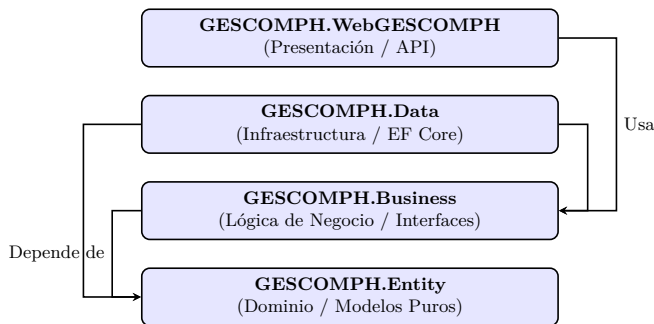 GESCOMPH.WebGESCOMPH
(Presentación / API)
GESCOMPH.Data
(Infraestructura / EF Core)
Usa
GESCOMPH.Business
(Lógica de Negocio / Interfaces)
Depende de
GESCOMPH.Entity
(Dominio / Modelos Puros)